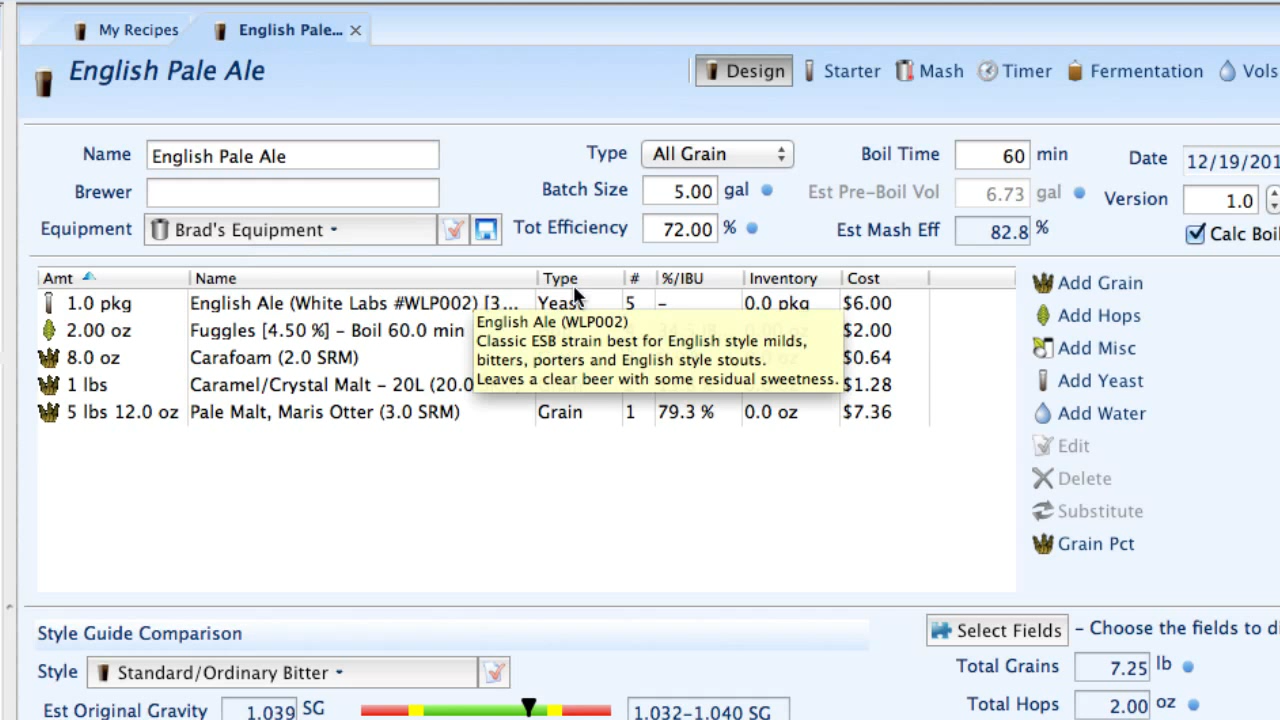 My Recipes English Pale...
English Pale Ale Design Starter Mash Timer Fermentation Vols
Name English Pale Ale Type All Grain Boil Time 60 min Date 12/19/201
Brewer Batch Size 5.00 gal Est Pre-Boil Vol 6.73 gal Version 1.0
Equipment Brad's Equipment Tot Efficiency 72.00 % Est Mash Eff 82.8 % Calc Boil
Amt Name Type # %/IBU Inventory Cost
1.0 pkg English Ale (White Labs #WLP002) [3... Yeast 5 – 0.0 pkg $6.00
2.00 oz Fuggles [4.50 %] – Boil 60.0 min $2.00
8.0 oz Carafoam (2.0 SRM) $0.64
1 lbs Caramel/Crystal Malt – 20L (20.0 $1.28
5 lbs 12.0 oz Pale Malt, Maris Otter (3.0 SRM) Grain 1 79.3 % 0.0 oz $7.36
English Ale (WLP002)
Classic ESB strain best for English style milds,
bitters, porters and English style stouts.
Leaves a clear beer with some residual sweetness.
Add Grain
Add Hops
Add Misc
Add Yeast
Add Water
Edit
Delete
Substitute
Grain Pct
Style Guide Comparison Select Fields – Choose the fields to di
Style Standard/Ordinary Bitter Total Grains 7.25 lb
Est Original Gravity 1.039 SG 1.032-1.040 SG Total Hops 2.00 oz